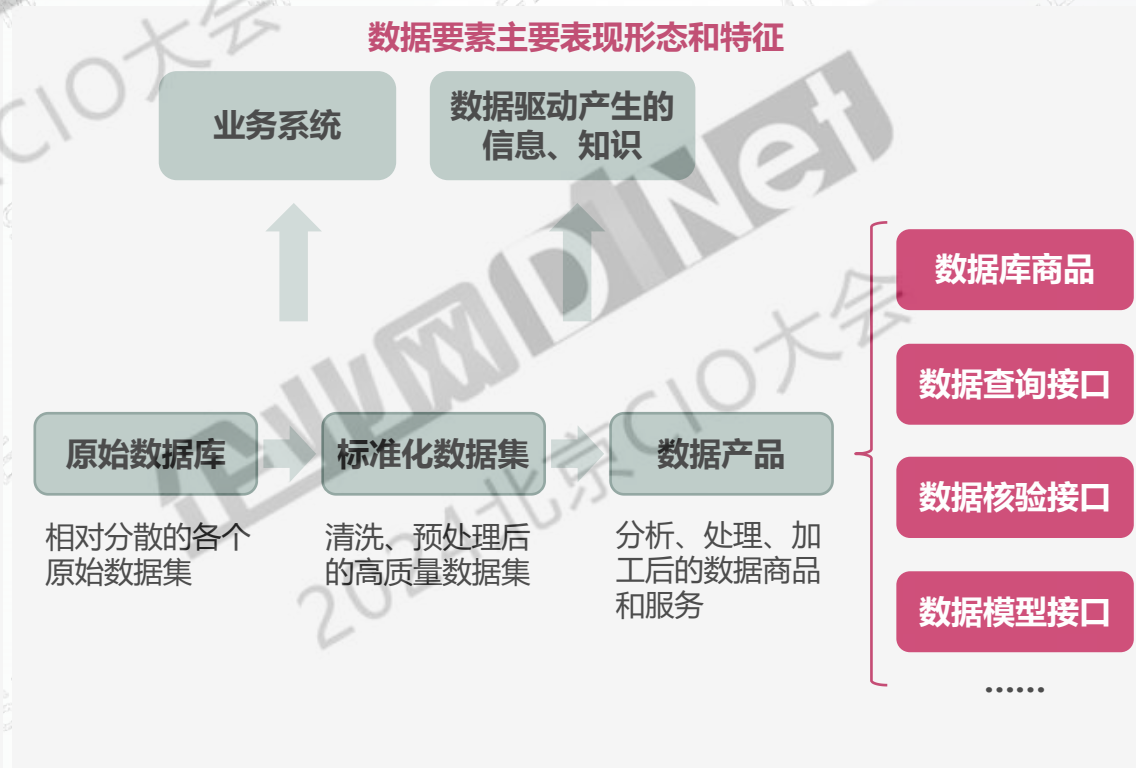 数据要素主要表现形态和特征
业务系统
数据驱动产生的
信息、知识
数据库商品
数据查询接口
数据核验接口
数据模型接口
......
原始数据库
标准化数据集
数据产品
相对分散的各个
原始数据集
清洗、预处理后
的高质量数据集
分析、处理、加
工后的数据商品
和服务
企业网D1Net
2024北京CIO大会
CIO大会